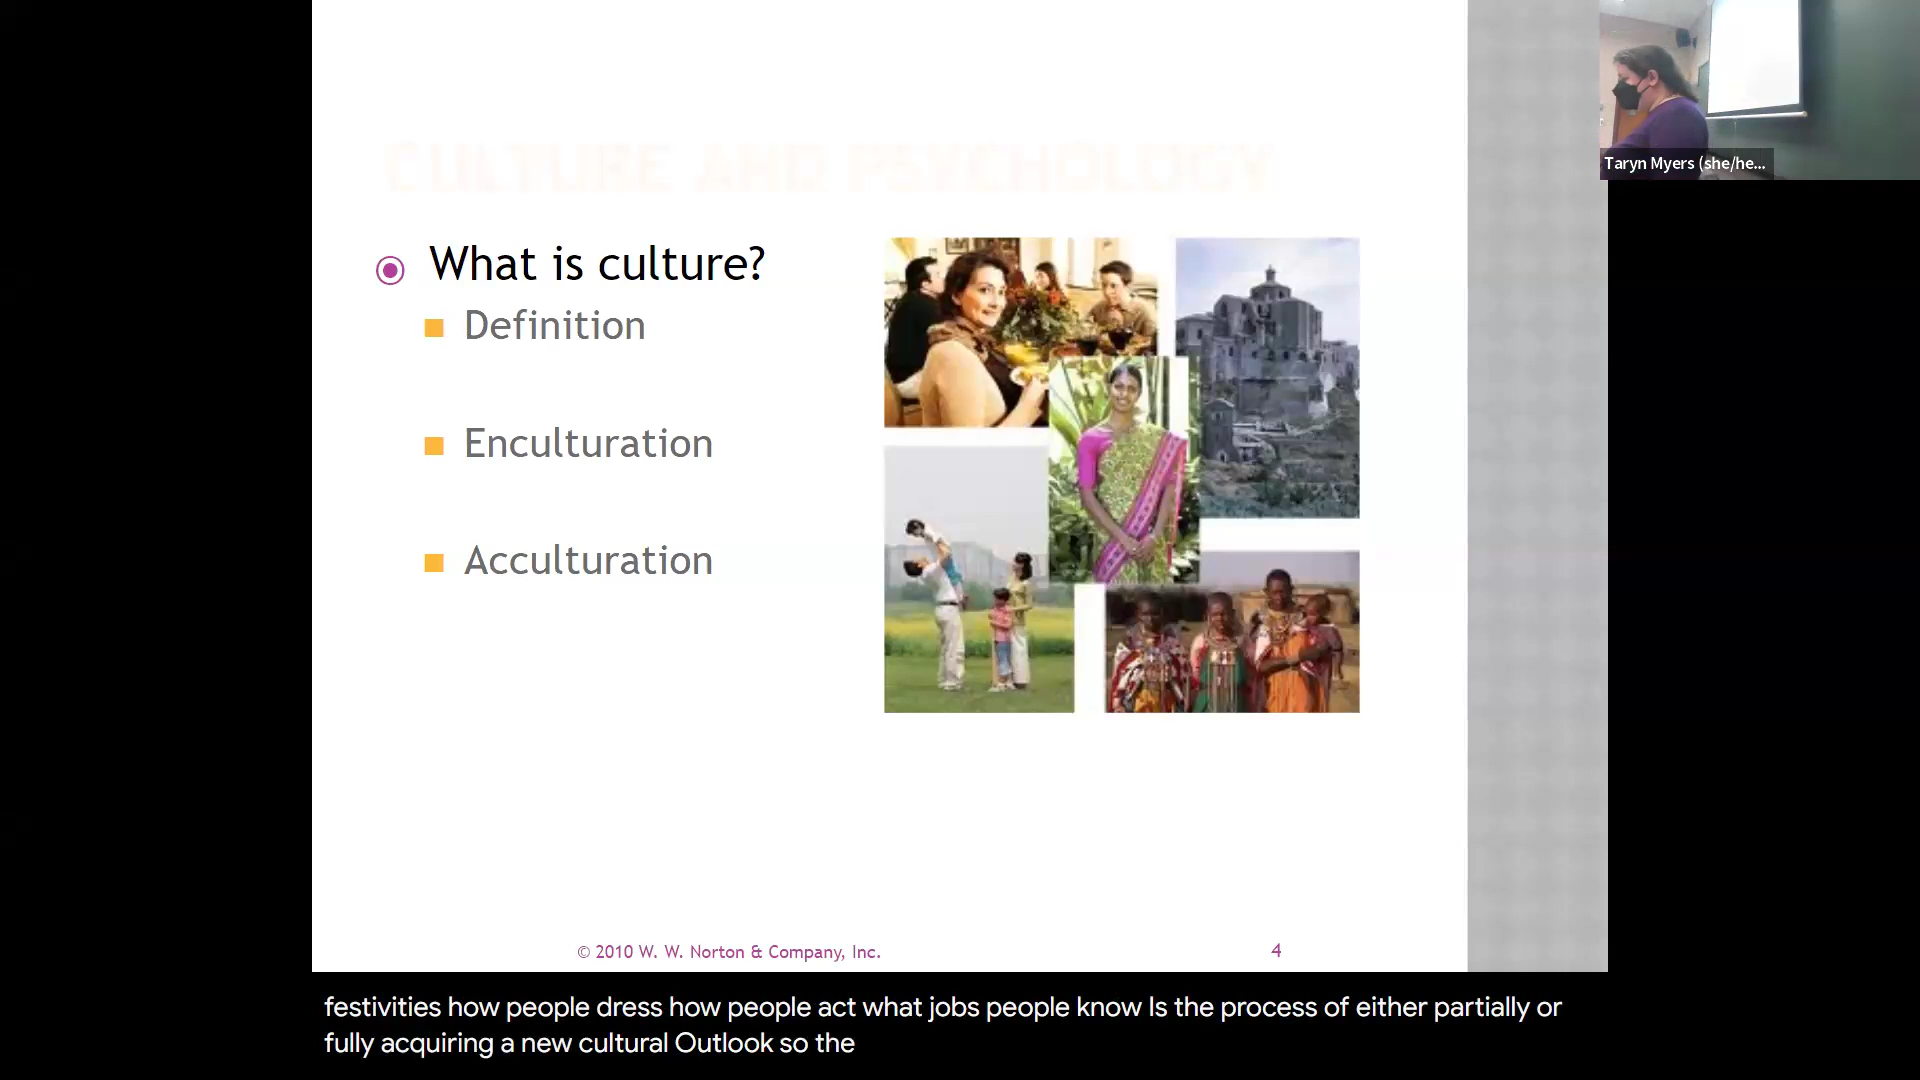 CULTURE AND PSYCHOLOGY
What is culture?
Definition
Enculturation
Acculturation
© 2010 W. W. Norton & Company, Inc.
4
Taryn Myers (she/he...
festivities how people dress how people act what jobs people know Is the process of either partially or
fully acquiring a new cultural Outlook so the